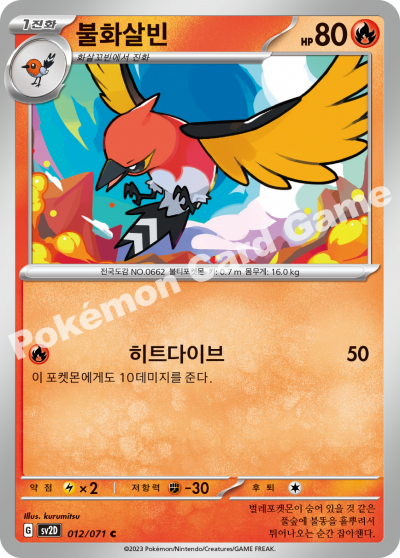 1진화
불화살빈
HP 80
화살꼬빈에서 진화
전국도감 NO.0662 불티포켓몬 키: 0.7 m 몸무게: 16.0 kg
Pokémon Card Game
히트다이브 50
이 포켓몬에게도 10데미지를 준다.
약점 ×2 저항력 -30 후퇴
Illus. kurumitsu
G sv2D 012/071 C
벌레포켓몬이 숨어 있을 것 같은
풀숲에 불똥을 흩뿌려서
튀어나오는 순간 잡아챈다.
©2023 Pokémon/Nintendo/Creatures/GAME FREAK.